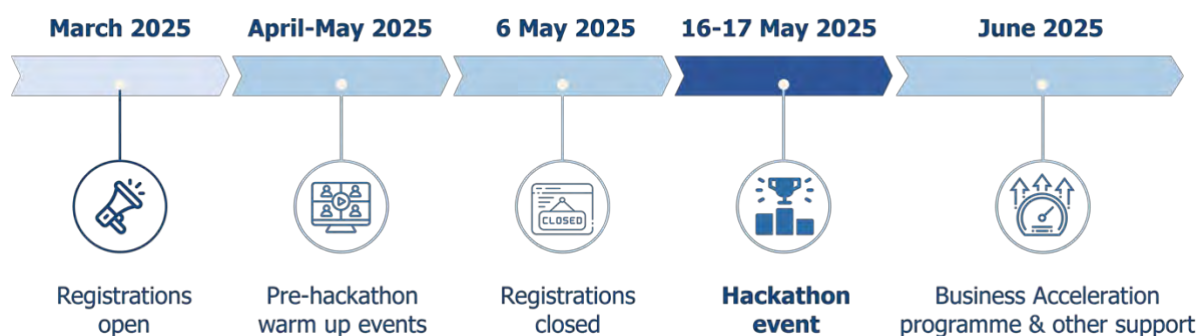 March 2025
April-May 2025
6 May 2025
16-17 May 2025
June 2025
CLOSED
Registrations
open
Pre-hackathon
warm up events
Registrations
closed
Hackathon
event
Business Acceleration
programme & other support